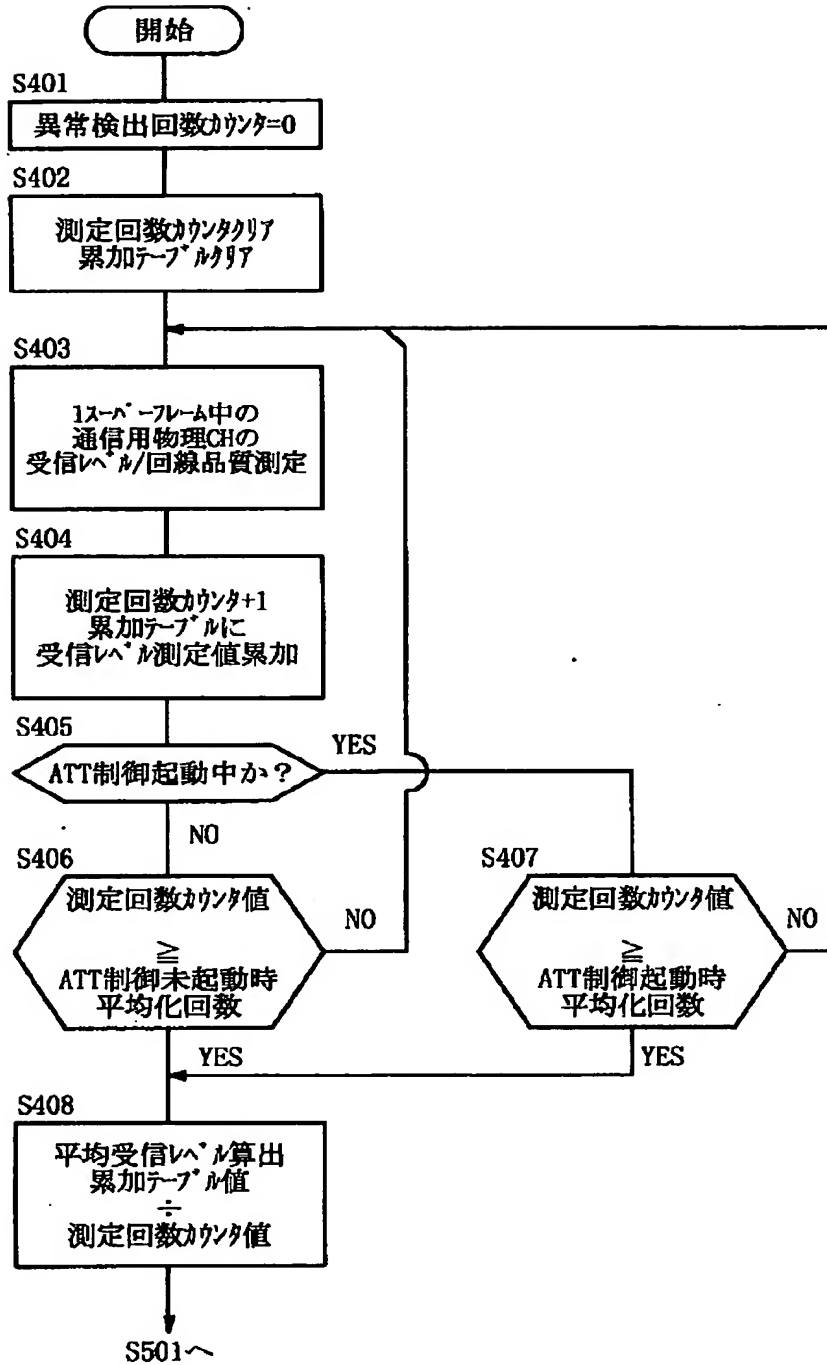 開始
S401
異常検出回数ｶｳﾝﾀ=0
S402
測定回数ｶｳﾝﾀｸﾘｱ
累加ﾃｰﾌﾞﾙｸﾘｱ
S403
1ｽｰﾊﾟｰﾌﾚｰﾑ中の
通信用物理CHの
受信ﾚﾍﾞﾙ/回線品質測定
S404
測定回数ｶｳﾝﾀ+1
累加ﾃｰﾌﾞﾙに
受信ﾚﾍﾞﾙ測定値累加
S405
ATT制御起動中か?
YES
NO
S406
測定回数ｶｳﾝﾀ値
≧
ATT制御未起動時
平均化回数
NO
YES
S407
測定回数ｶｳﾝﾀ値
≧
ATT制御起動時
平均化回数
NO
YES
S408
平均受信ﾚﾍﾞﾙ算出
累加ﾃｰﾌﾞﾙ値
÷
測定回数ｶｳﾝﾀ値
S501へ